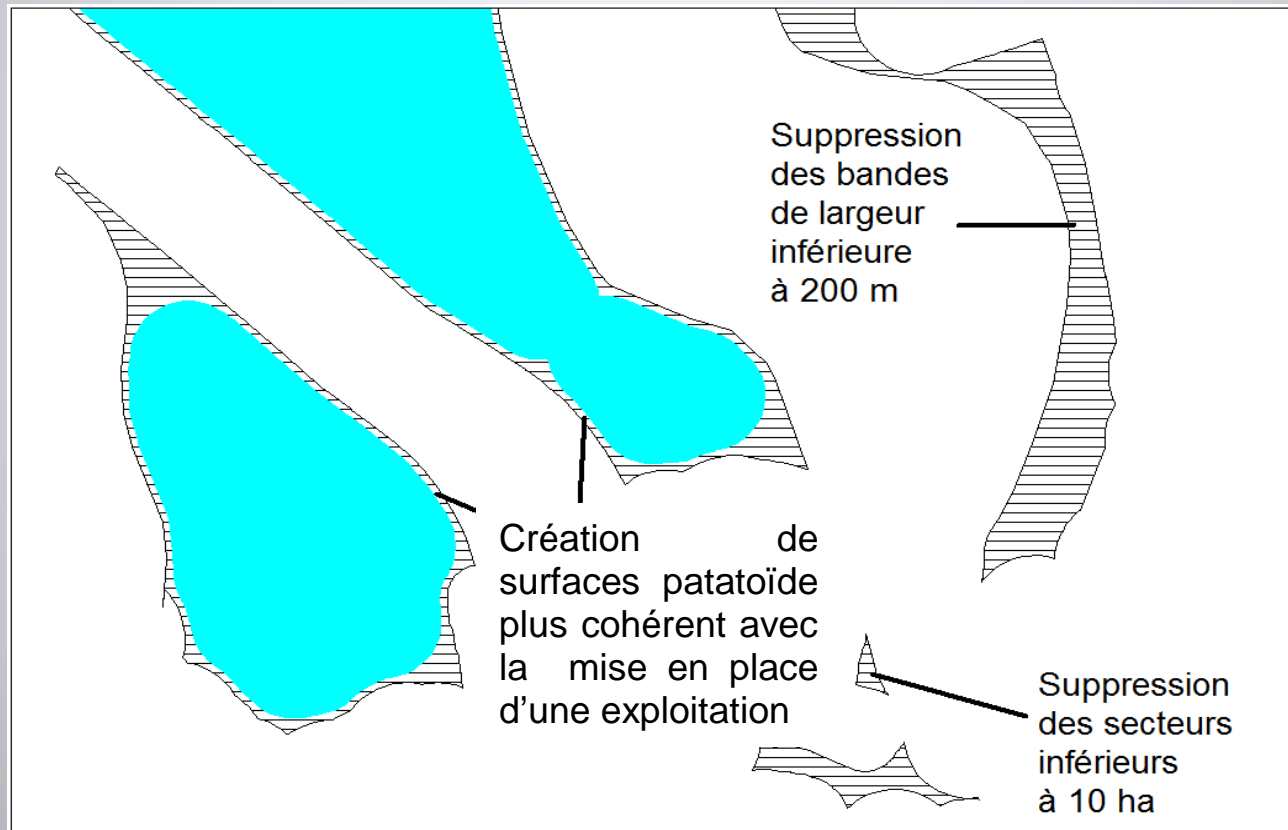 Suppression
des bandes
de largeur
inférieure
à 200 m
Création de
surfaces patatoïde
plus cohérent avec
la mise en place
d'une exploitation
Suppression
des secteurs
inférieurs
à 10 ha